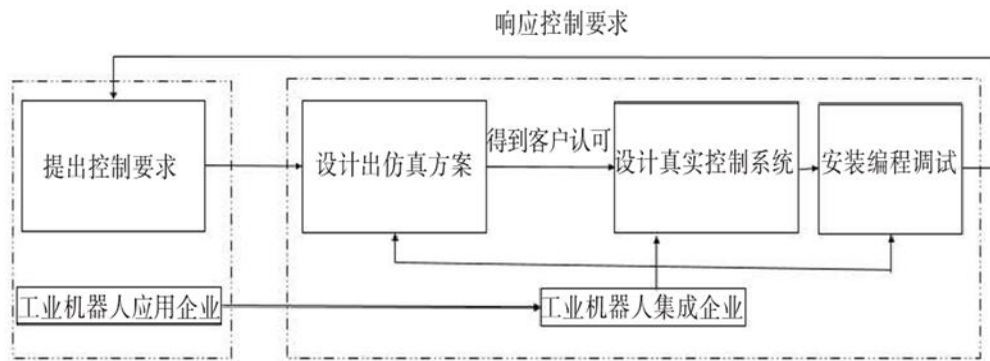 响应控制要求
提出控制要求
设计出仿真方案
得到客户认可
设计真实控制系统
安装编程调试
工业机器人应用企业
工业机器人集成企业